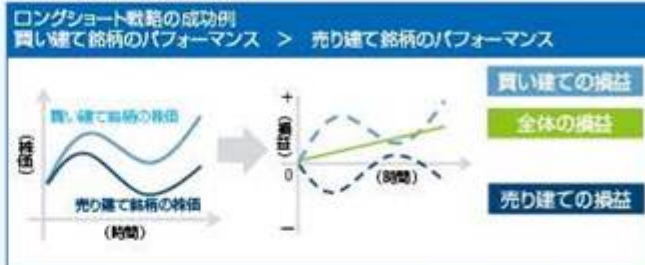 ロングショート戦略の成功例
買い建て銘柄のパフォーマンス ＞ 売り建て銘柄のパフォーマンス
(株価)
買い建て銘柄の株価
売り建て銘柄の株価
(時間)
+
(損益)
0
−
(時間)
買い建ての損益
全体の損益
売り建ての損益